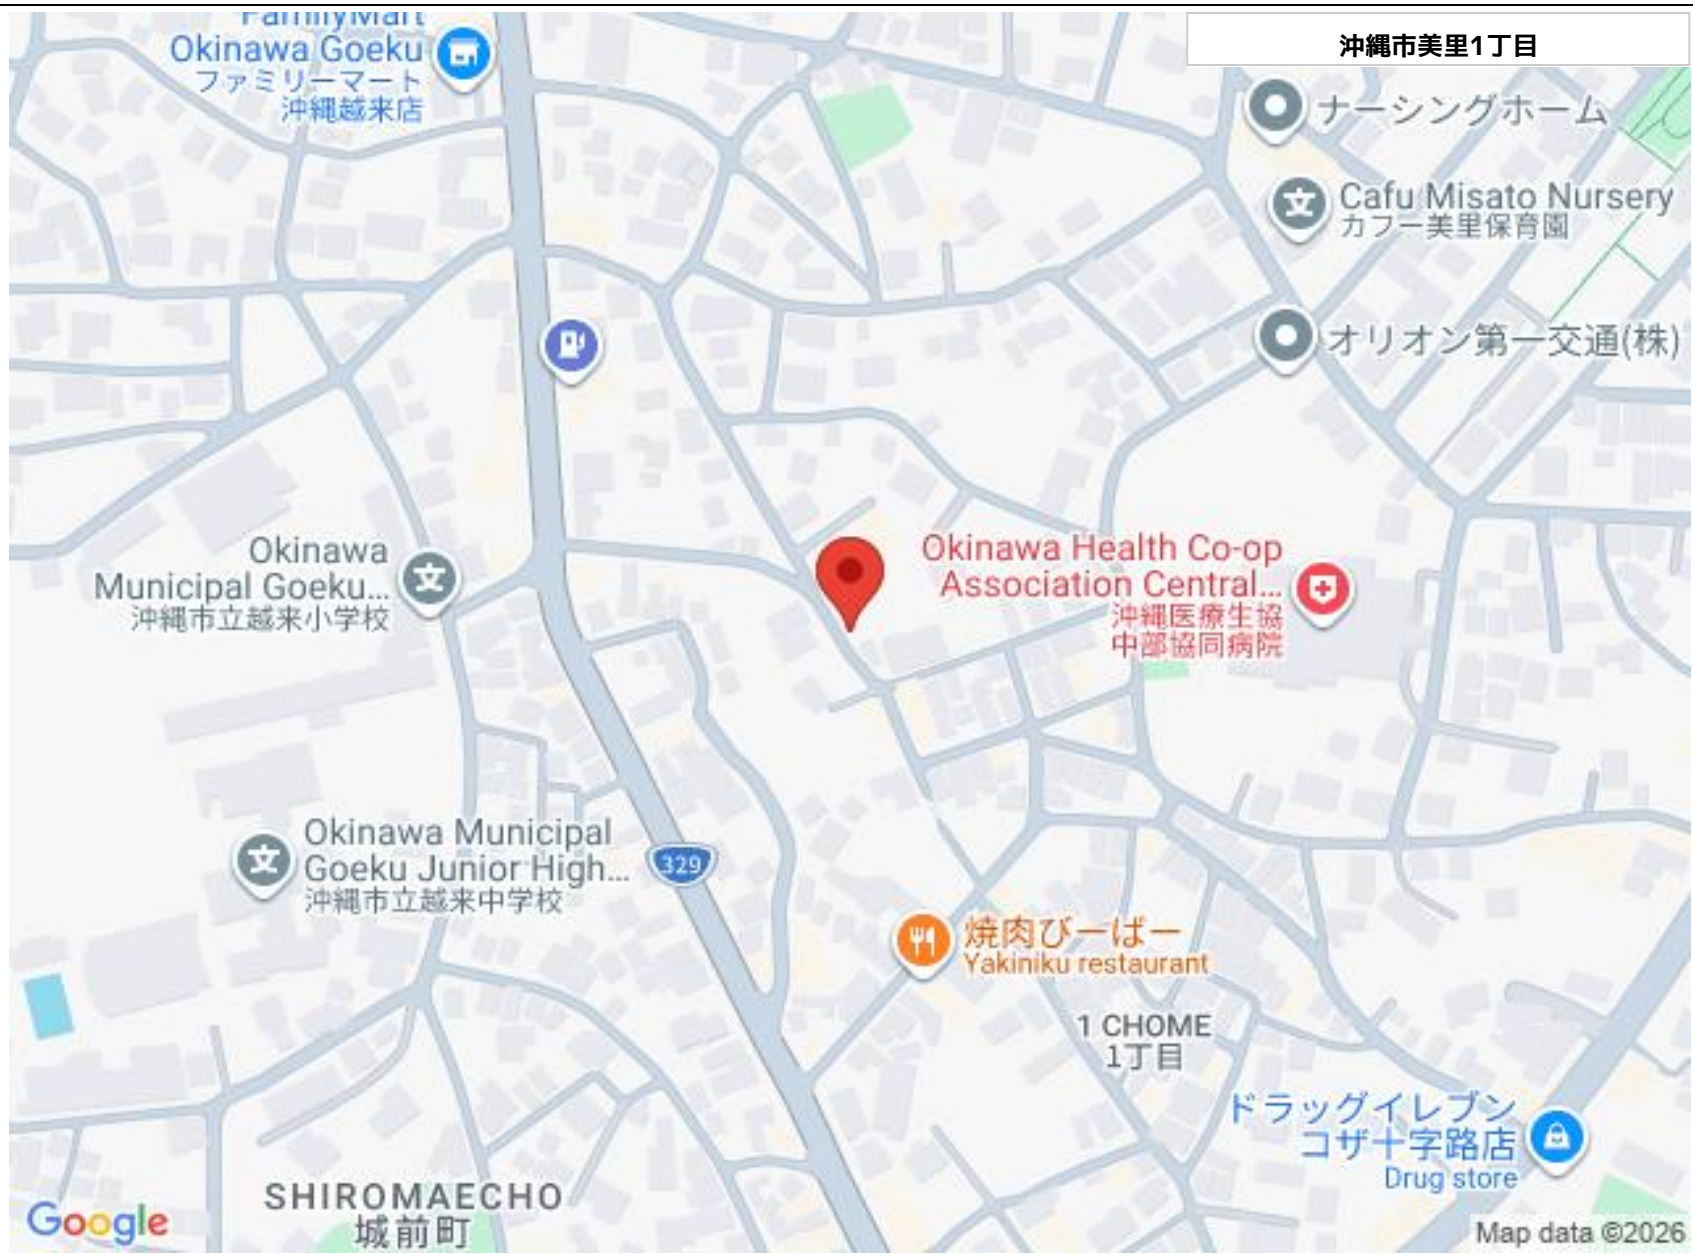 沖縄市美里1丁目
FamilyMart
Okinawa Goeku
ファミリーマート
沖縄越来店
ナーシングホーム
Cafu Misato Nursery
カフー美里保育園
オリオン第一交通(株)
Okinawa
Municipal Goeku...
沖縄市立越来小学校
Okinawa Health Co-op
Association Central...
沖縄医療生協
中部協同病院
Okinawa Municipal
Goeku Junior High...
沖縄市立越来中学校
329
焼肉びーばー
Yakiniku restaurant
1 CHOME
1丁目
ドラッグイレブン
コザ十字路店
Drug store
SHIROMAECHO
城前町
Google
Map data ©2026